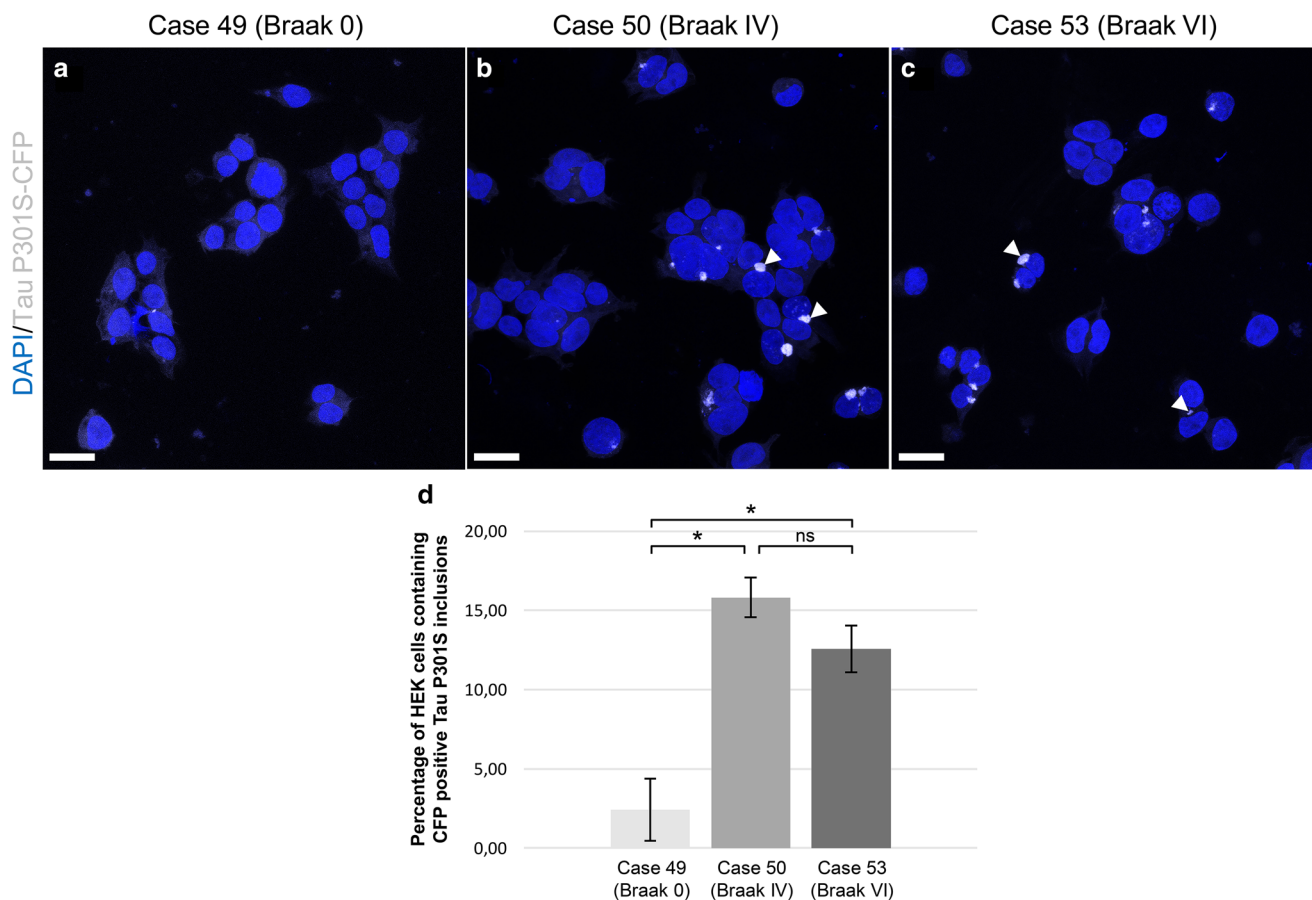 Case 49 (Braak 0)
Case 50 (Braak IV)
Case 53 (Braak VI)
DAPI/Tau P301S-CFP
a
b
c
d
Percentage of HEK cells containing
CFP positive Tau P301S inclusions
20,00
15,00
10,00
5,00
0,00
*
*
ns
Case 49
(Braak 0)
Case 50
(Braak IV)
Case 53
(Braak VI)